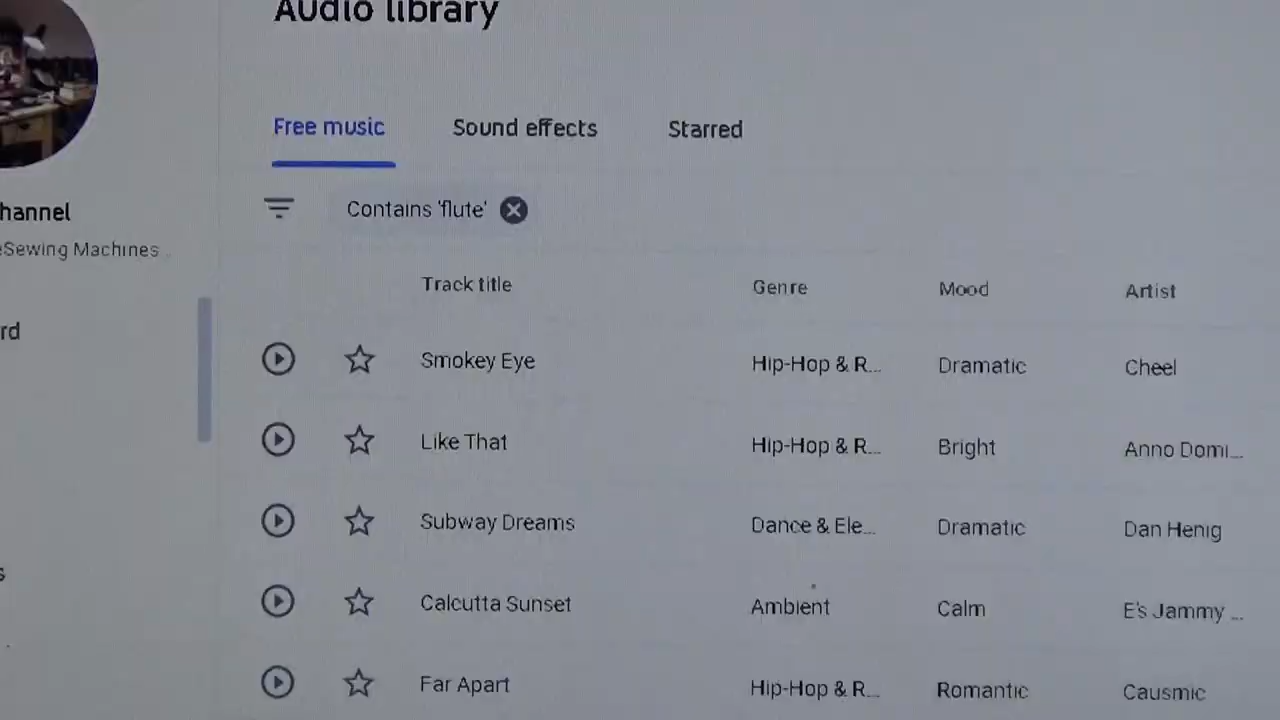 Audio library
Free music Sound effects Starred
Contains 'flute'
hannel
eSewing Machines..
Track title Genre Mood Artist
rd
Smokey Eye Hip-Hop & R... Dramatic Cheel
Like That Hip-Hop & R... Bright Anno Domi...
Subway Dreams Dance & Ele... Dramatic Dan Henig
s
Calcutta Sunset Ambient Calm E's Jammy ...
Far Apart Hip-Hop & R... Romantic Causmic